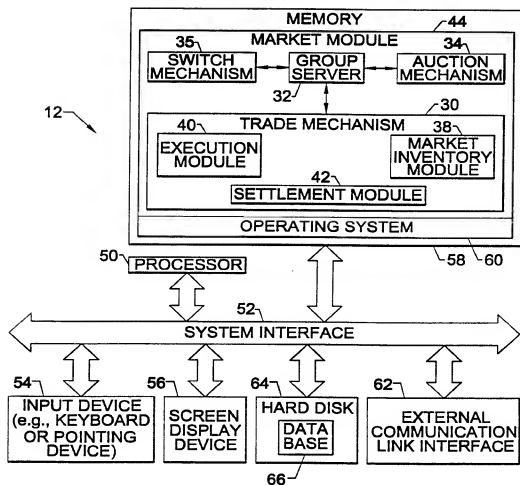 MEMORY
44
MARKET MODULE
35
SWITCH
MECHANISM
GROUP
SERVER
32
34
AUCTION
MECHANISM
12
30
TRADE MECHANISM
40
EXECUTION
MODULE
38
MARKET
INVENTORY
MODULE
42
SETTLEMENT MODULE
OPERATING SYSTEM
58
60
50
PROCESSOR
52
SYSTEM INTERFACE
54
INPUT DEVICE
(e.g., KEYBOARD
OR POINTING
DEVICE)
56
SCREEN
DISPLAY
DEVICE
64
HARD DISK
DATA
BASE
66
62
EXTERNAL
COMMUNICATION
LINK INTERFACE